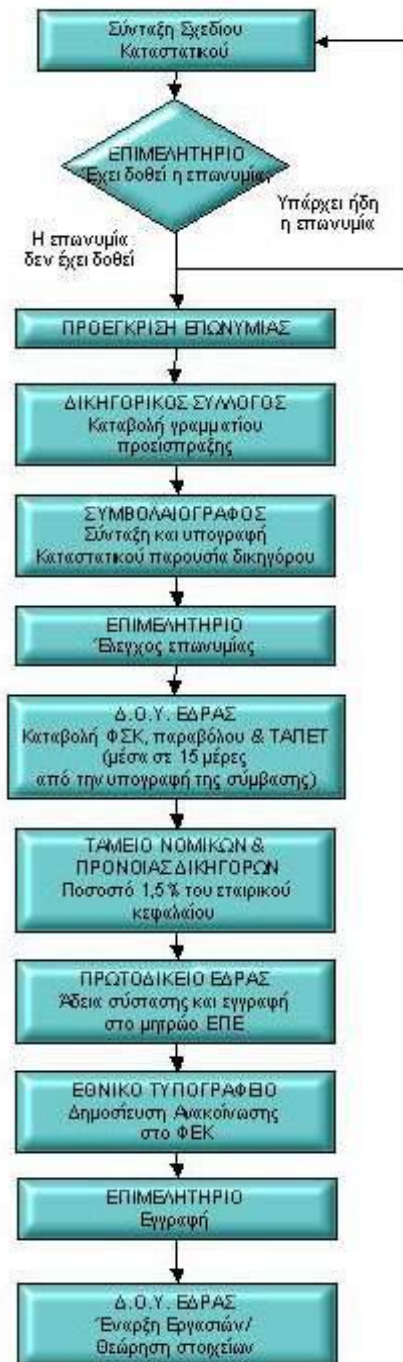 Σύνταξη Σχεδίου
Καταστατικού
ΕΠΙΜΕΛΗΤΗΡΙΟ
Έχει δοθεί η επωνυμία;
Υπάρχει ήδη
η επωνυμία
Η επωνυμία
δεν έχει δοθεί
ΠΡΟΕΓΚΡΙΣΗ ΕΠΩΝΥΜΙΑΣ
ΔΙΚΗΓΟΡΙΚΟΣ ΣΥΛΛΟΓΟΣ
Καταβολή γραμματίου
προείσπραξης
ΣΥΜΒΟΛΑΙΟΓΡΑΦΟΣ
Σύνταξη και υπογραφή
Καταστατικού παρουσία δικηγόρου
ΕΠΙΜΕΛΗΤΗΡΙΟ
Έλεγχος επωνυμίας
Δ.Ο.Υ. ΕΔΡΑΣ
Καταβολή ΦΣΚ, παραβόλου & ΤΑΠΕΤ
(μέσα σε 15 μέρες
από την υπογραφή της σύμβασης)
ΤΑΜΕΙΟ ΝΟΜΙΚΩΝ &
ΠΡΟΝΟΙΑΣ ΔΙΚΗΓΟΡΩΝ
Ποσοστό 1,5% του εταιρικού
κεφαλαίου
ΠΡΩΤΟΔΙΚΕΙΟ ΕΔΡΑΣ
Άδεια σύστασης και εγγραφή
στο μητρώο ΕΠΕ
ΕΘΝΙΚΟ ΤΥΠΟΓΡΑΦΕΙΟ
Δημοσίευση Ανακοίνωσης
στο ΦΕΚ
ΕΠΙΜΕΛΗΤΗΡΙΟ
Εγγραφή
Δ.Ο.Υ. ΕΔΡΑΣ
Έναρξη Εργασιών/
Θεώρηση στοιχείων